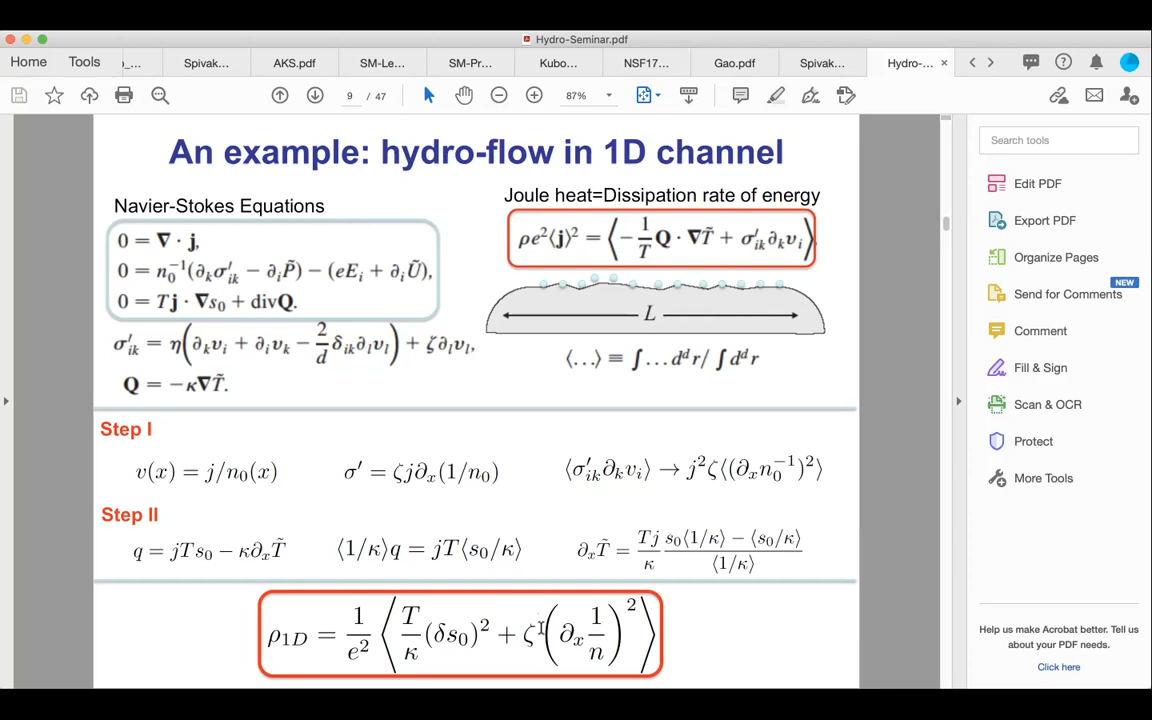 Hydro-Seminar.pdf
Home Tools _... Spivak... AKS.pdf SM-Le... SM-Pr... Kubo... NSF17... Gao.pdf Spivak... Hydro-... ×
9 / 47 87%
An example: hydro-flow in 1D channel
Navier-Stokes Equations
0 = ∇ · j,
0 = n₀⁻¹(∂ₖσ′ᵢₖ − ∂ᵢP̃) − (eEᵢ + ∂ᵢŨ),
0 = Tj · ∇s₀ + divQ.
σ′ᵢₖ = η(∂ₖυᵢ + ∂ᵢυₖ − 2/d δᵢₖ∂ₗυₗ) + ζ∂ₗυₗ,
Q = −κ∇T̃.
Joule heat=Dissipation rate of energy
ρe²⟨j⟩² = ⟨−1/T Q · ∇T̃ + σ′ᵢₖ∂ₖυᵢ⟩
L
⟨...⟩ ≡ ∫ ...dᵈr/ ∫ dᵈr
Step I
v(x) = j/n₀(x) σ′ = ζj∂ₓ(1/n₀) ⟨σ′ᵢₖ∂ₖvᵢ⟩ → j²ζ⟨(∂ₓn₀⁻¹)²⟩
Step II
q = jTs₀ − κ∂ₓT̃ ⟨1/κ⟩q = jT⟨s₀/κ⟩ ∂ₓT̃ = Tj/κ s₀⟨1/κ⟩ − ⟨s₀/κ⟩/⟨1/κ⟩
ρ₁D = 1/e² ⟨T/κ (δs₀)² + ζ(∂ₓ 1/n)²⟩
Search tools
Edit PDF
Export PDF
Organize Pages
NEW
Send for Comments
Comment
Fill & Sign
Scan & OCR
Protect
More Tools
Help us make Acrobat better. Tell us
about your PDF needs.
Click here